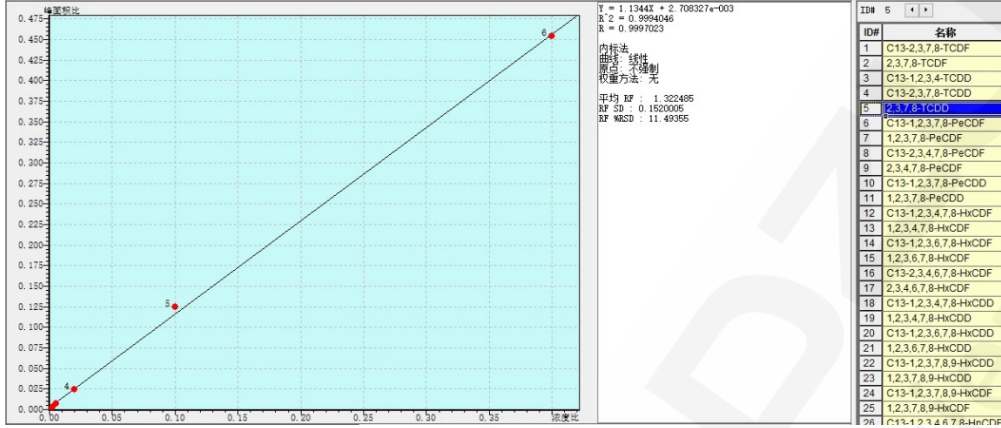 峰面积比
0.475
0.450
0.425
0.400
0.375
0.350
0.325
0.300
0.275
0.250
0.225
0.200
0.175
0.150
0.125
0.100
0.075
0.050
0.025
0.000
6
5
4
0.00 0.05 0.10 0.15 0.20 0.25 0.30 0.35 浓度比
Y = 1.1344X + 2.708327e-003
R^2 = 0.9994046
R = 0.9997023
内标法
曲线: 线性
原点: 不强制
权重方法: 无
平均 RF : 1.322485
RF SD : 0.1520005
RF %RSD : 11.49355
ID# 5
ID# 名称
1 C13-2,3,7,8-TCDF
2 2,3,7,8-TCDF
3 C13-1,2,3,4-TCDD
4 C13-2,3,7,8-TCDD
5 2,3,7,8-TCDD
6 C13-1,2,3,7,8-PeCDF
7 1,2,3,7,8-PeCDF
8 C13-2,3,4,7,8-PeCDF
9 2,3,4,7,8-PeCDF
10 C13-1,2,3,7,8-PeCDD
11 1,2,3,7,8-PeCDD
12 C13-1,2,3,4,7,8-HxCDF
13 1,2,3,4,7,8-HxCDF
14 C13-1,2,3,6,7,8-HxCDF
15 1,2,3,6,7,8-HxCDF
16 C13-2,3,4,6,7,8-HxCDF
17 2,3,4,6,7,8-HxCDF
18 C13-1,2,3,4,7,8-HxCDD
19 1,2,3,4,7,8-HxCDD
20 C13-1,2,3,6,7,8-HxCDD
21 1,2,3,6,7,8-HxCDD
22 C13-1,2,3,7,8,9-HxCDD
23 1,2,3,7,8,9-HxCDD
24 C13-1,2,3,7,8,9-HxCDF
25 1,2,3,7,8,9-HxCDF
26 C13-1,2,3,4,6,7,8-HpCDF